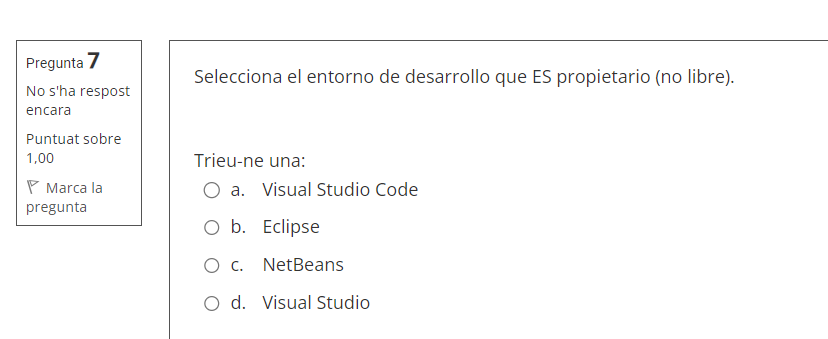 Pregunta 7
No s'ha respost
encara
Puntuat sobre
1,00
Marca la
pregunta
Selecciona el entorno de desarrollo que ES propietario (no libre).
Trieu-ne una:
a. Visual Studio Code
b. Eclipse
c. NetBeans
d. Visual Studio